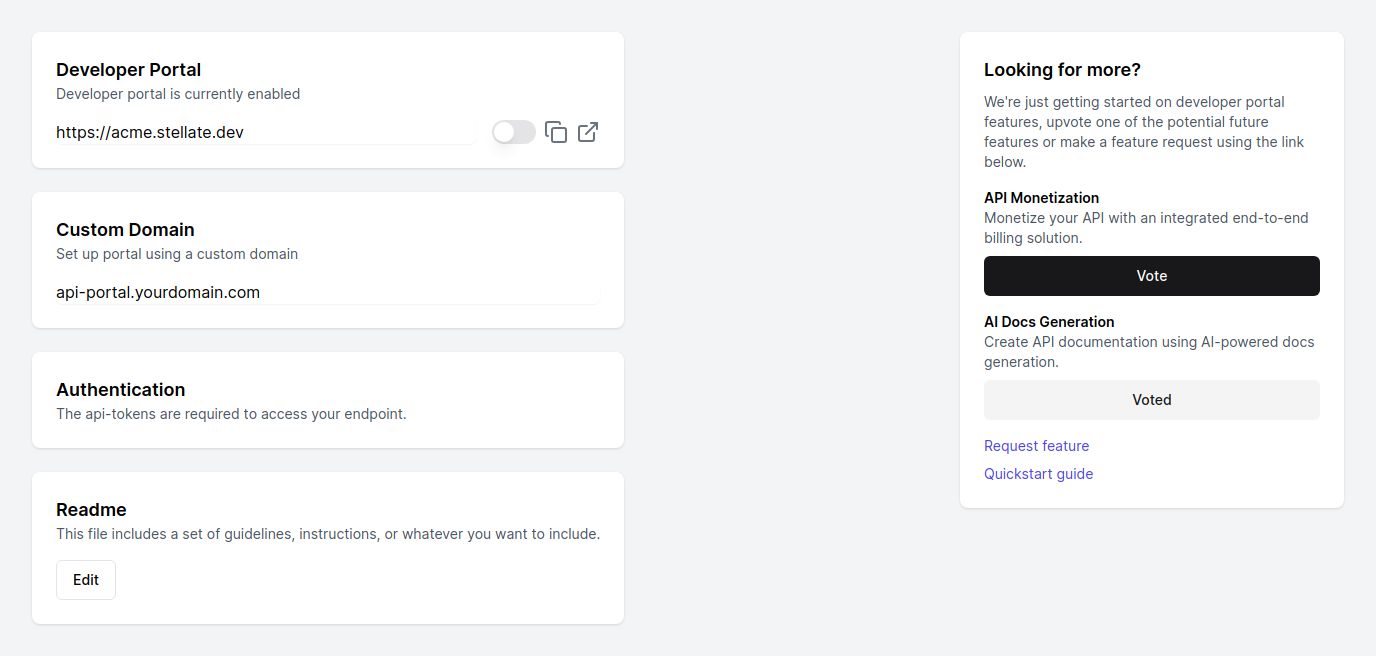 Developer Portal
Developer portal is currently enabled
https://acme.stellate.dev
Custom Domain
Set up portal using a custom domain
api-portal.yourdomain.com
Authentication
The api-tokens are required to access your endpoint.
Readme
This file includes a set of guidelines, instructions, or whatever you want to include.
Edit
Looking for more?
We're just getting started on developer portal
features, upvote one of the potential future
features or make a feature request using the link
below.
API Monetization
Monetize your API with an integrated end-to-end
billing solution.
Vote
AI Docs Generation
Create API documentation using AI-powered docs
generation.
Voted
Request feature
Quickstart guide